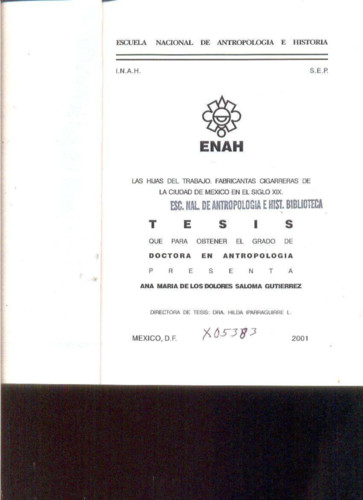 ESCUELA NACIONAL DE ANTROPOLOGIA E HISTORIA
I.N.A.H. S.E.P.
ENAH
LAS HIJAS DEL TRABAJO. FABRICANTAS CIGARRERAS DE
LA CIUDAD DE MEXICO EN EL SIGLO XIX.
ESC. NAL. DE ANTROPOLOGIA E HIST. BIBLIOTECA
T E S I S
QUE PARA OBTENER EL GRADO DE
DOCTORA EN ANTROPOLOGIA
P R E S E N T A
ANA MARIA DE LOS DOLORES SALOMA GUTIERREZ
DIRECTORA DE TESIS: DRA. HILDA IPARRAGUIRRE L.
MEXICO, D.F. X05383 2001